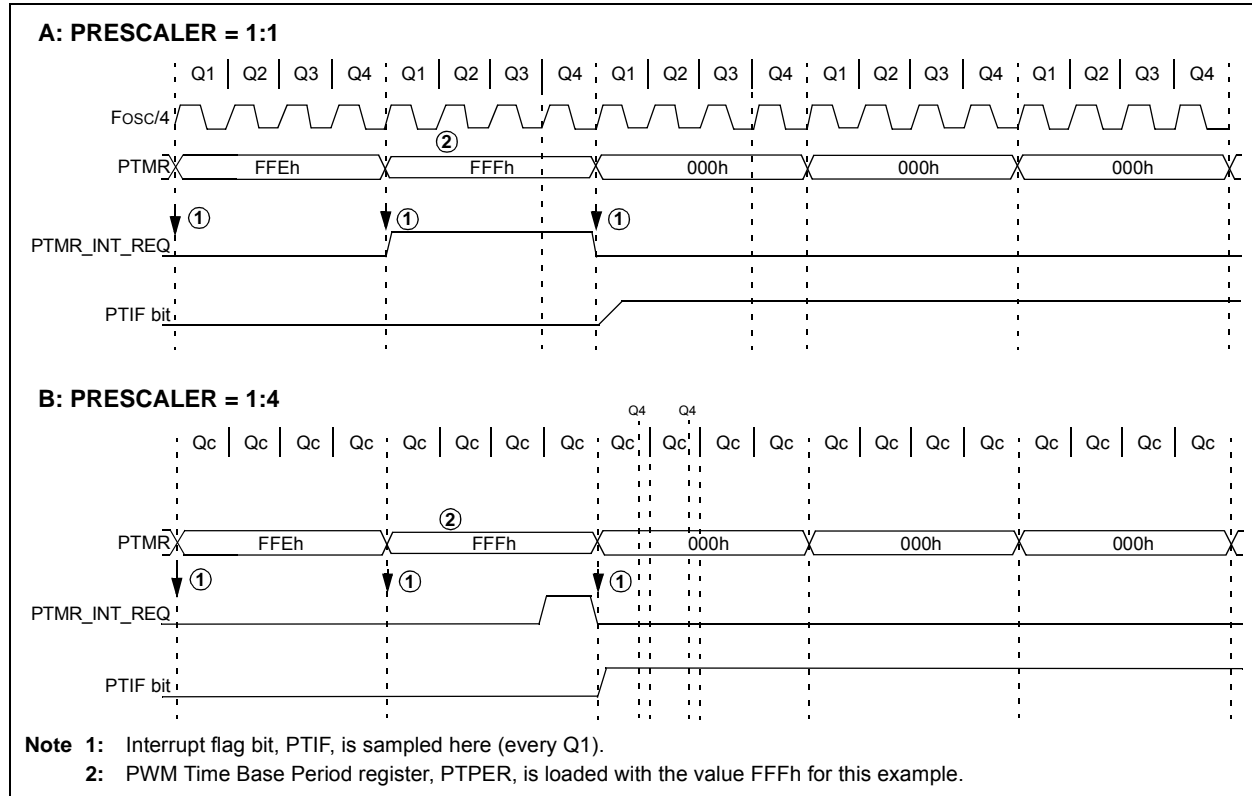 A: PRESCALER = 1:1
Q1 Q2 Q3 Q4 Q1 Q2 Q3 Q4 Q1 Q2 Q3 Q4 Q1 Q2 Q3 Q4 Q1 Q2 Q3 Q4
FOSC/4
2
PTMR FFEh FFFh 000h 000h 000h
1 1 1
PTMR_INT_REQ
PTIF bit
B: PRESCALER = 1:4
Q4 Q4
Qc Qc Qc Qc Qc Qc Qc Qc Qc Qc Qc Qc Qc Qc Qc Qc Qc Qc Qc Qc
2
PTMR FFEh FFFh 000h 000h 000h
1 1 1
PTMR_INT_REQ
PTIF bit
Note 1: Interrupt flag bit, PTIF, is sampled here (every Q1).
2: PWM Time Base Period register, PTPER, is loaded with the value FFFh for this example.